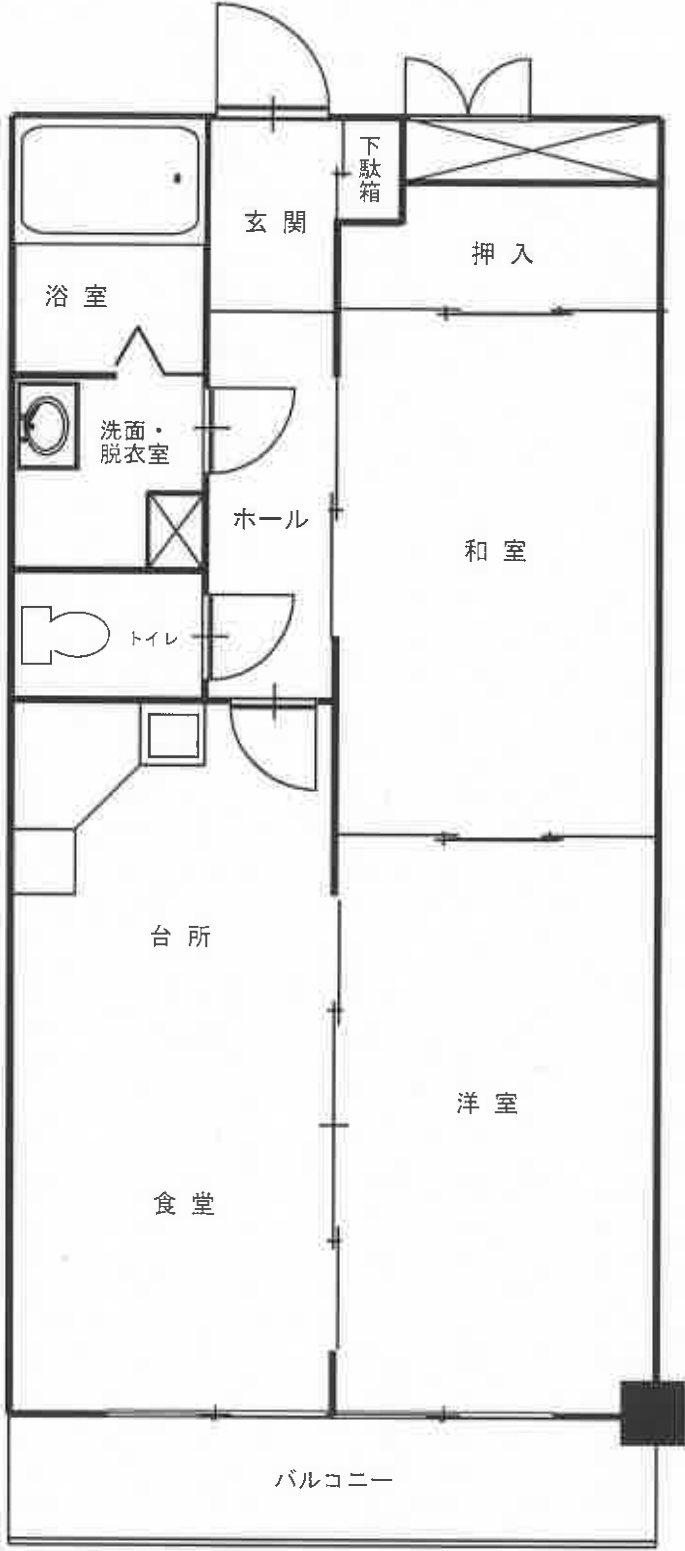 下駄箱
玄関
押入
浴室
洗面・
脱衣室
ホール
和室
トイレ
台所
洋室
食堂
バルコニー